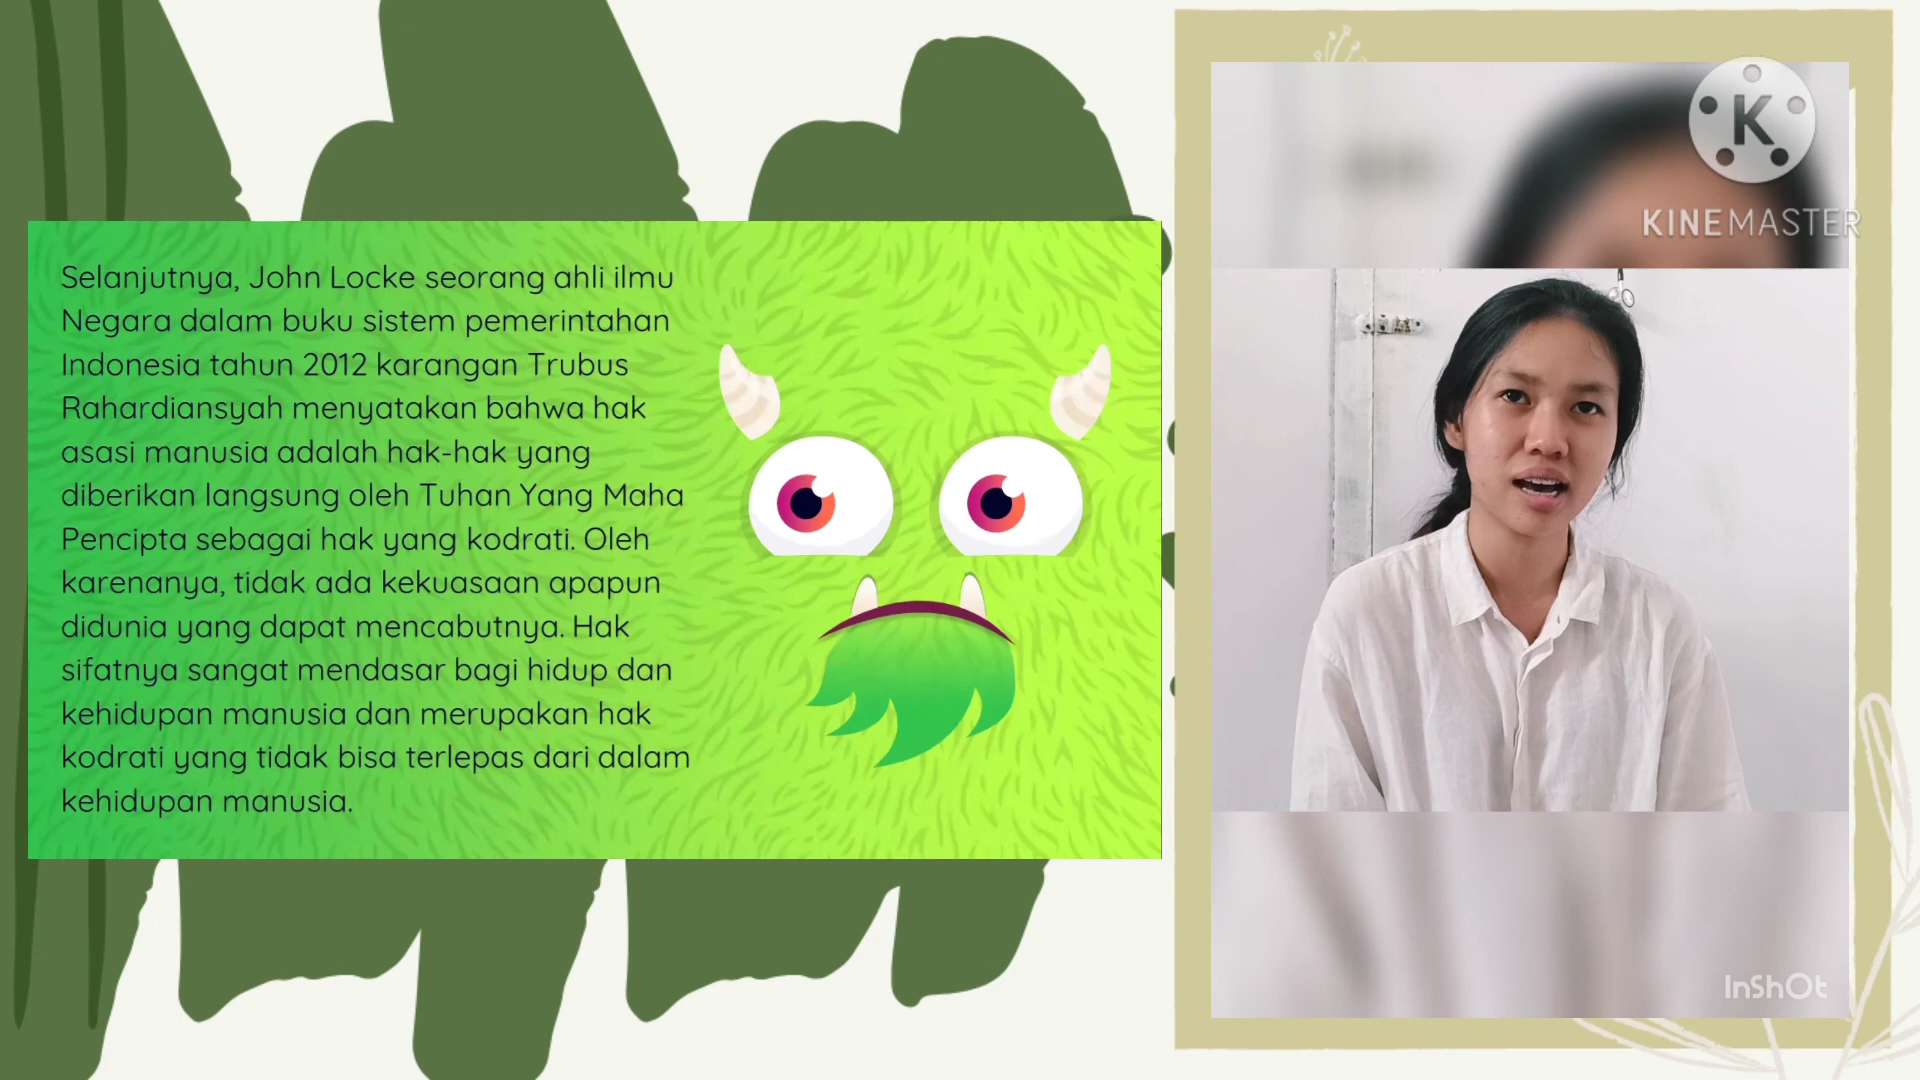 Selanjutnya, John Locke seorang ahli ilmu
Negara dalam buku sistem pemerintahan
Indonesia tahun 2012 karangan Trubus
Rahardiansyah menyatakan bahwa hak
asasi manusia adalah hak-hak yang
diberikan langsung oleh Tuhan Yang Maha
Pencipta sebagai hak yang kodrati. Oleh
karenanya, tidak ada kekuasaan apapun
didunia yang dapat mencabutnya. Hak
sifatnya sangat mendasar bagi hidup dan
kehidupan manusia dan merupakan hak
kodrati yang tidak bisa terlepas dari dalam
kehidupan manusia.
K
KINEMASTER
InShOt